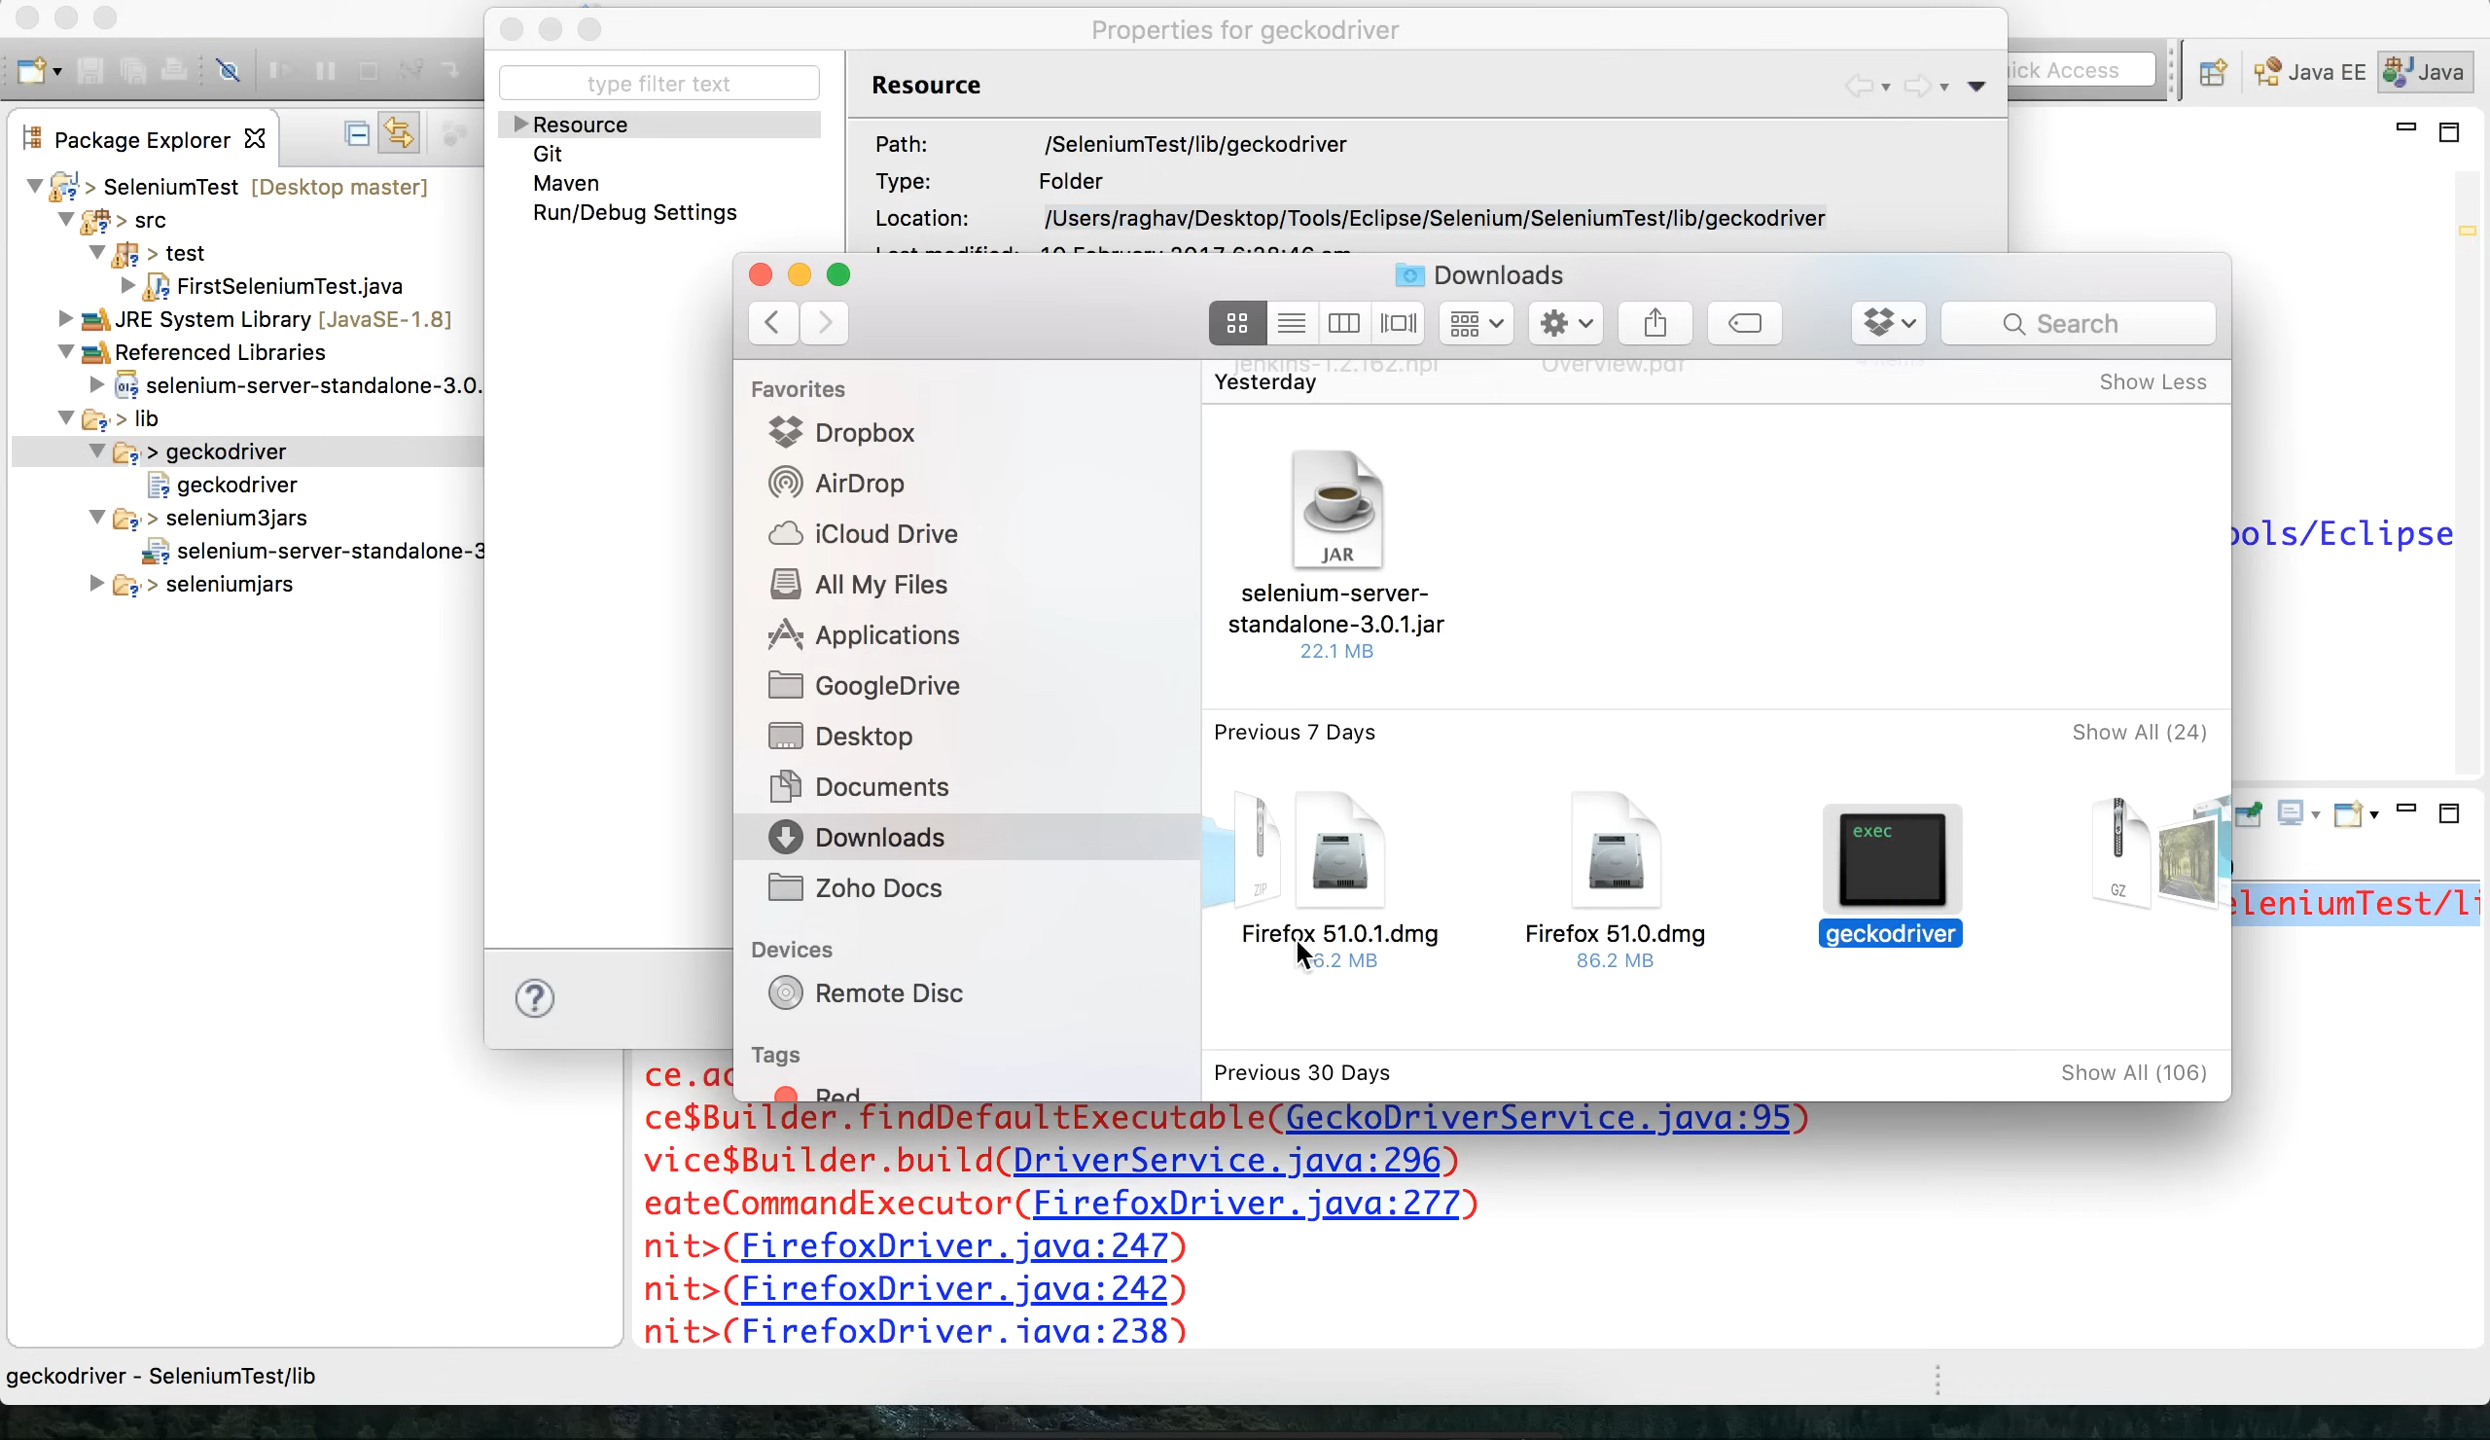 Properties for geckodriver
type filter text
Resource
Git
Maven
Run/Debug Settings
Resource
Path: /SeleniumTest/lib/geckodriver
Type: Folder
Location: /Users/raghav/Desktop/Tools/Eclipse/Selenium/SeleniumTest/lib/geckodriver
Access
Java EE
Java
Package Explorer
> SeleniumTest [Desktop master]
> src
> test
FirstSeleniumTest.java
JRE System Library [JavaSE-1.8]
Referenced Libraries
selenium-server-standalone-3.0.
> lib
> geckodriver
geckodriver
> selenium3jars
selenium-server-standalone-3
> seleniumjars
Downloads
Search
Favorites
Dropbox
AirDrop
iCloud Drive
All My Files
Applications
GoogleDrive
Desktop
Documents
Downloads
Zoho Docs
Devices
Remote Disc
Tags
Red
Yesterday Show Less
JAR
selenium-server-
standalone-3.0.1.jar
22.1 MB
Previous 7 Days Show All (24)
ZIP
exec
GZ
Firefox 51.0.1.dmg
6.2 MB
Firefox 51.0.dmg
86.2 MB
geckodriver
Previous 30 Days Show All (106)
ools/Eclipse
eleniumTest/li
ce.ac
ce$Builder.findDefaultExecutable(GeckoDriverService.java:95)
vice$Builder.build(DriverService.java:296)
eateCommandExecutor(FirefoxDriver.java:277)
nit>(FirefoxDriver.java:247)
nit>(FirefoxDriver.java:242)
nit>(FirefoxDriver.java:238)
geckodriver - SeleniumTest/lib